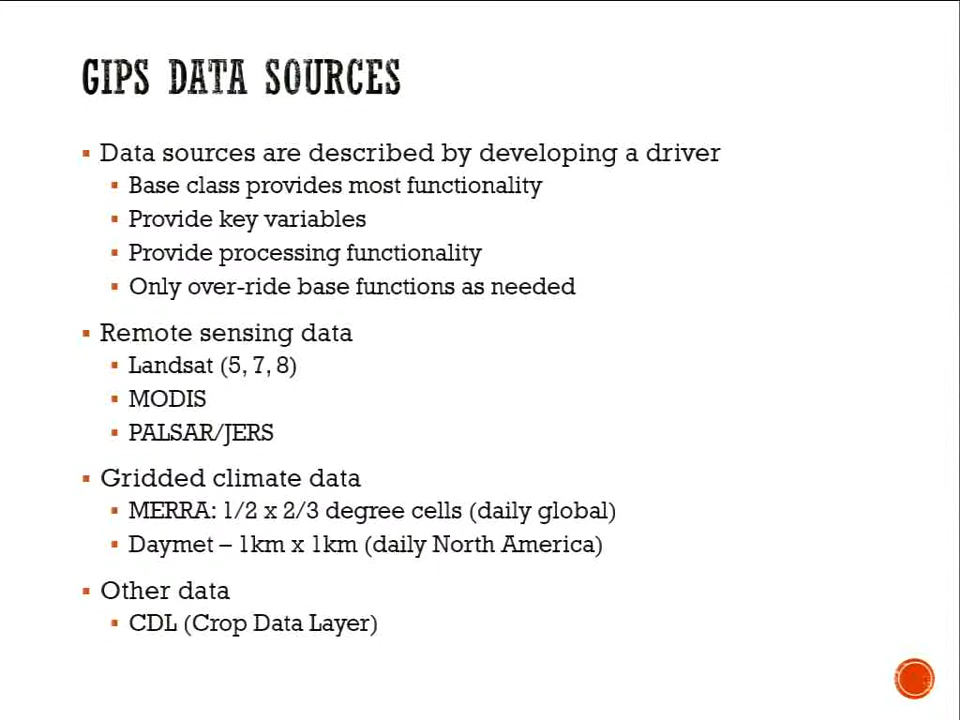 GIPS DATA SOURCES
Data sources are described by developing a driver
Base class provides most functionality
Provide key variables
Provide processing functionality
Only over-ride base functions as needed
Remote sensing data
Landsat (5, 7, 8)
MODIS
PALSAR/JERS
Gridded climate data
MERRA: 1/2 x 2/3 degree cells (daily global)
Daymet – 1km x 1km (daily North America)
Other data
CDL (Crop Data Layer)